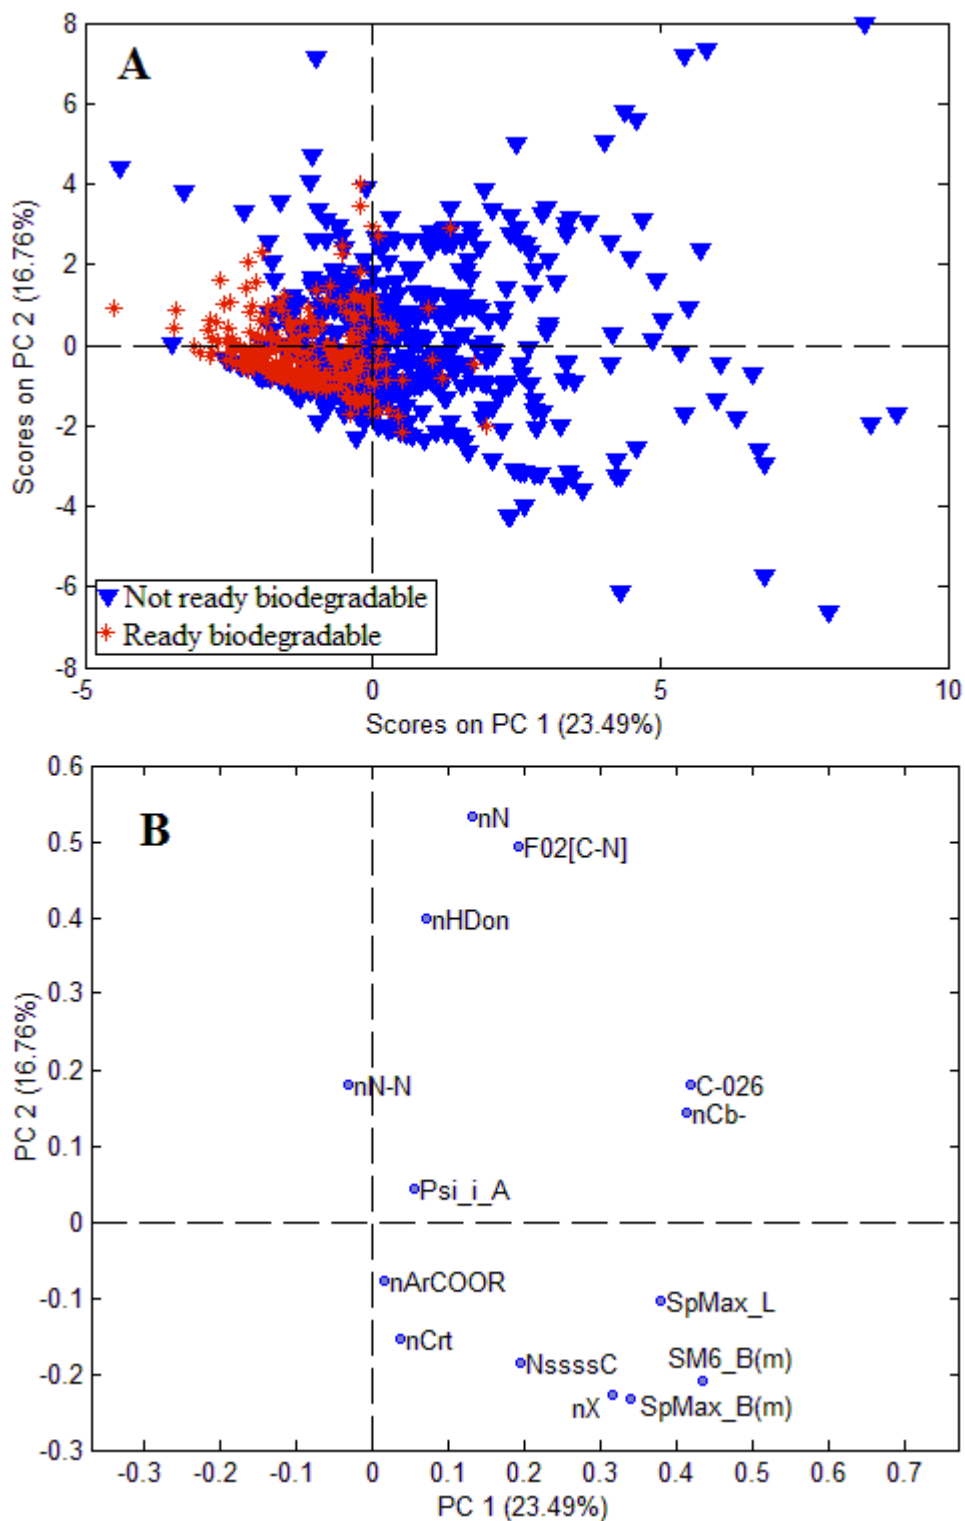 8
A
6
4
2
0
-2
-4
-6
-8
Scores on PC 2 (16.76%)
Not ready biodegradable
Ready biodegradable
-5 0 5 10
Scores on PC 1 (23.49%)
0.6
B
0.5
0.4
0.3
0.2
0.1
0
-0.1
-0.2
-0.3
PC 2 (16.76%)
nN
F02[C-N]
nHDon
nN-N
C-026
nCb-
Psi_i_A
nArCOOR
SpMax_L
nCrt
NssssC
SM6_B(m)
nX
SpMax_B(m)
-0.3 -0.2 -0.1 0 0.1 0.2 0.3 0.4 0.5 0.6 0.7
PC 1 (23.49%)